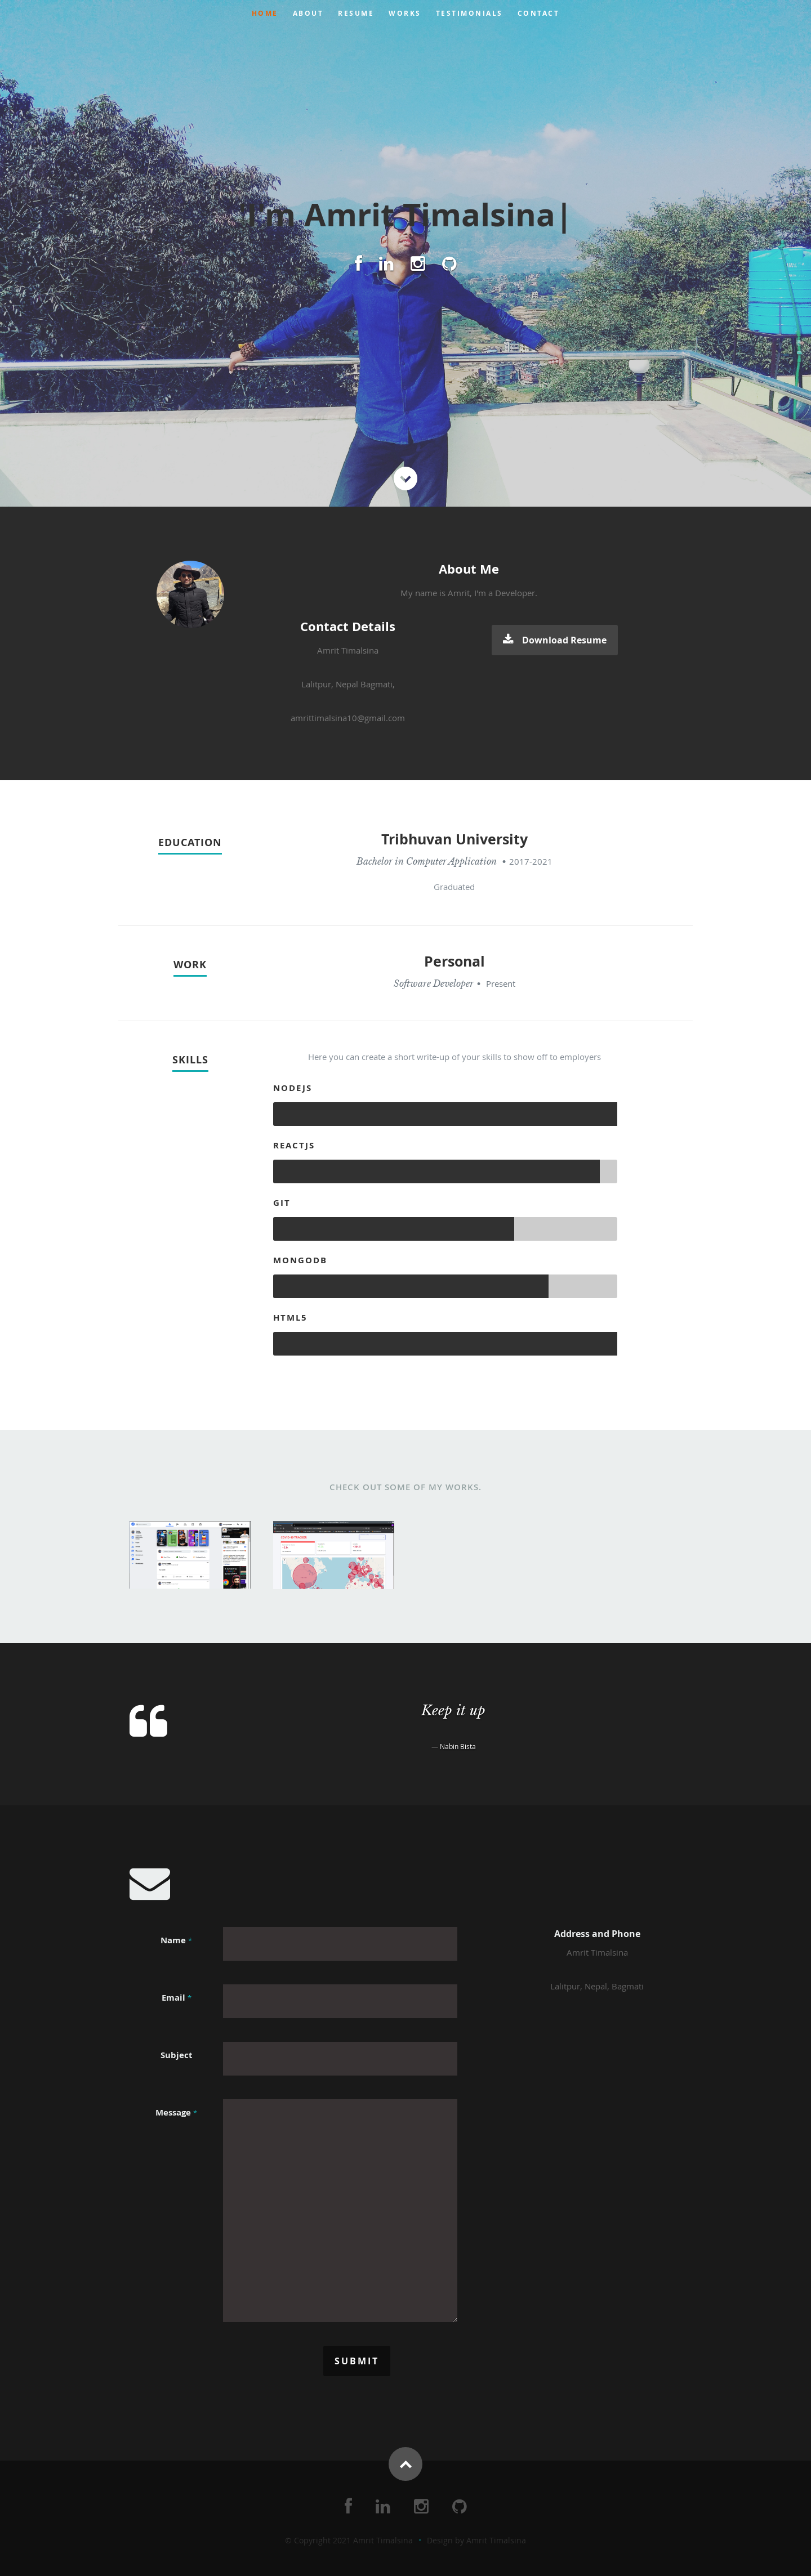 HOME ABOUT RESUME WORKS TESTIMONIALS CONTACT
I'm Amrit Timalsina|
About Me
My name is Amrit, I'm a Developer.
Contact Details
Download Resume
Amrit Timalsina
Lalitpur, Nepal Bagmati,
amrittimalsina10@gmail.com
EDUCATION
Tribhuvan University
Bachelor in Computer Application • 2017-2021
Graduated
WORK
Personal
Software Developer • Present
SKILLS
Here you can create a short write-up of your skills to show off to employers
NODEJS
REACTJS
GIT
MONGODB
HTML5
CHECK OUT SOME OF MY WORKS.
Keep it up
— Nabin Bista
Name *
Email *
Subject
Message *
SUBMIT
Address and Phone
Amrit Timalsina
Lalitpur, Nepal, Bagmati
© Copyright 2021 Amrit Timalsina • Design by Amrit Timalsina